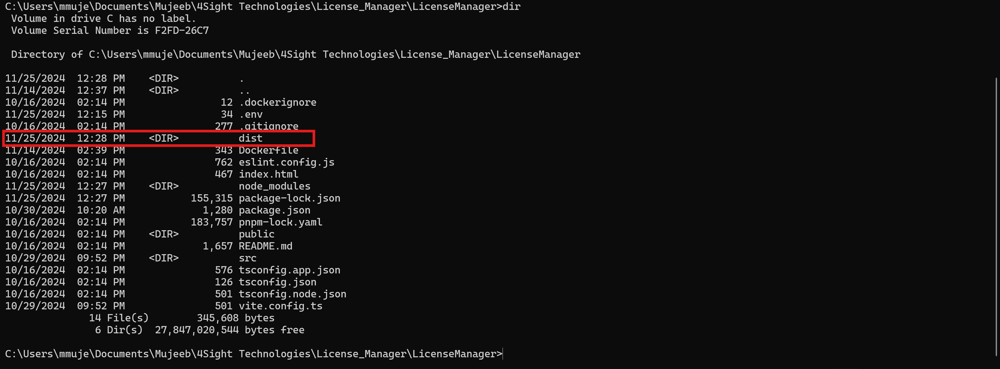 C:\Users\mmuje\Documents\Mujeeb\4Sight Technologies\License_Manager\LicenseManager>dir
 Volume in drive C has no label.
 Volume Serial Number is F2FD-26C7

 Directory of C:\Users\mmuje\Documents\Mujeeb\4Sight Technologies\License_Manager\LicenseManager

11/25/2024  12:28 PM    <DIR>          .
11/14/2024  12:37 PM    <DIR>          ..
10/16/2024  02:14 PM                12 .dockerignore
11/25/2024  12:15 PM                34 .env
10/16/2024  02:14 PM               277 .gitignore
11/25/2024  12:28 PM    <DIR>          dist
11/14/2024  02:39 PM               343 Dockerfile
10/16/2024  02:14 PM               762 eslint.config.js
10/16/2024  02:14 PM               467 index.html
11/25/2024  12:27 PM    <DIR>          node_modules
11/25/2024  12:27 PM           155,315 package-lock.json
10/30/2024  10:20 AM             1,280 package.json
10/16/2024  02:14 PM           183,757 pnpm-lock.yaml
10/16/2024  02:14 PM    <DIR>          public
10/16/2024  02:14 PM             1,657 README.md
10/29/2024  09:52 PM    <DIR>          src
10/16/2024  02:14 PM               576 tsconfig.app.json
10/16/2024  02:14 PM               126 tsconfig.json
10/16/2024  02:14 PM               501 tsconfig.node.json
10/29/2024  09:52 PM               501 vite.config.ts
              14 File(s)        345,608 bytes
               6 Dir(s)  27,847,020,544 bytes free

C:\Users\mmuje\Documents\Mujeeb\4Sight Technologies\License_Manager\LicenseManager>